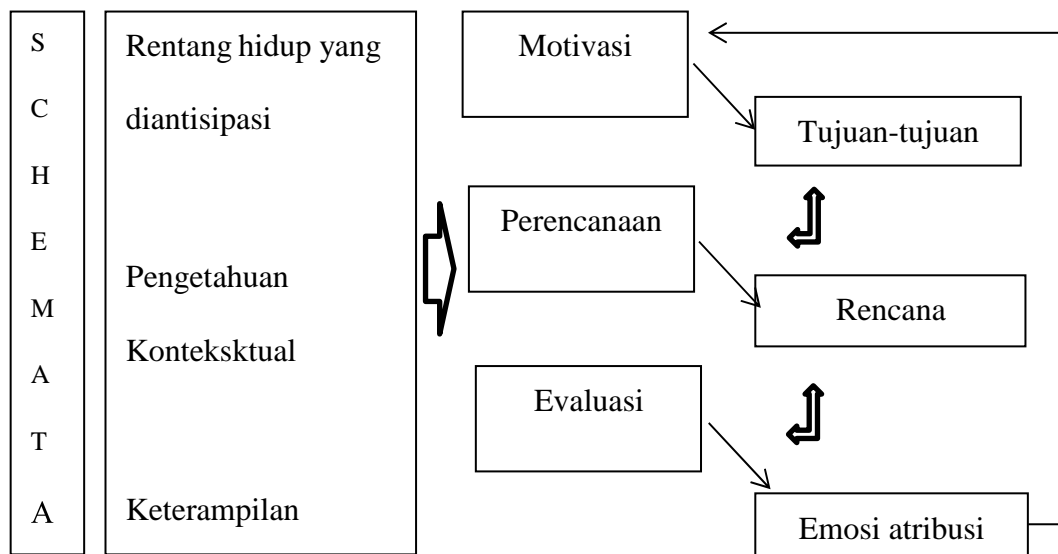 S
C
H
E
M
A
T
A
Rentang hidup yang
diantisipasi
Pengetahuan
Konteksktual
Keterampilan
Motivasi
Tujuan-tujuan
Perencanaan
Rencana
Evaluasi
Emosi atribusi